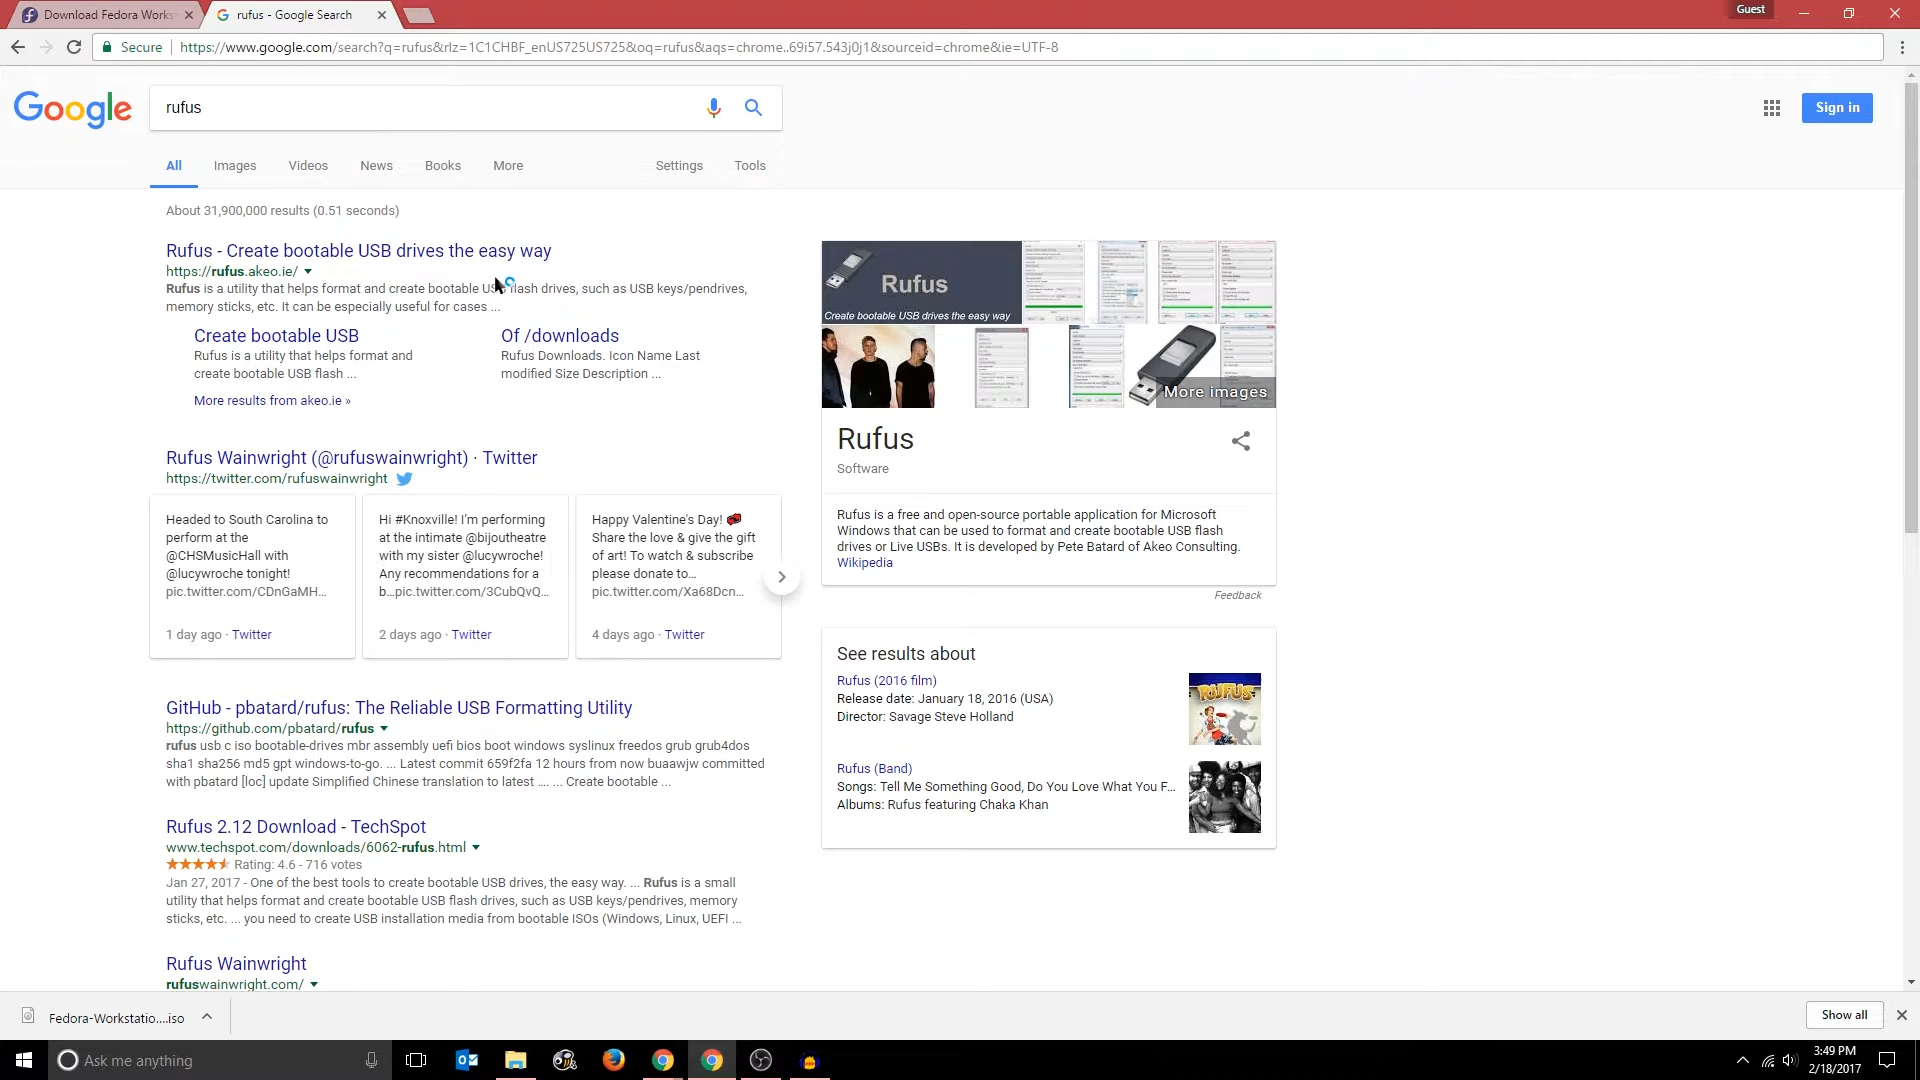 Download Fedora Works
rufus - Google Search
Guest
Secure
https://www.google.com/search?q=rufus&rlz=1C1CHBF_enUS725US725&oq=rufus&aqs=chrome..69i57.543j0j1&sourceid=chrome&ie=UTF-8
Google
rufus
Sign in
All Images Videos News Books More Settings Tools
About 31,900,000 results (0.51 seconds)
Rufus - Create bootable USB drives the easy way
https://rufus.akeo.ie/
Rufus is a utility that helps format and create bootable USB flash drives, such as USB keys/pendrives,
memory sticks, etc. It can be especially useful for cases ...
Create bootable USB
Rufus is a utility that helps format and
create bootable USB flash ...
Of /downloads
Rufus Downloads. Icon Name Last
modified Size Description ...
More results from akeo.ie »
Rufus Wainwright (@rufuswainwright) · Twitter
https://twitter.com/rufuswainwright
Headed to South Carolina to
perform at the
@CHSMusicHall with
@lucywroche tonight!
pic.twitter.com/CDnGaMH...
1 day ago · Twitter
Hi #Knoxville! I'm performing
at the intimate @bijoutheatre
with my sister @lucywroche!
Any recommendations for a
b...pic.twitter.com/3CubQvQ...
2 days ago · Twitter
Happy Valentine's Day!
Share the love & give the gift
of art! To watch & subscribe
please donate to...
pic.twitter.com/Xa68Dcn...
4 days ago · Twitter
GitHub - pbatard/rufus: The Reliable USB Formatting Utility
https://github.com/pbatard/rufus
rufus usb c iso bootable-drives mbr assembly uefi bios boot windows syslinux freedos grub grub4dos
sha1 sha256 md5 gpt windows-to-go. ... Latest commit 659f2fa 12 hours from now buaawjw committed
with pbatard [loc] update Simplified Chinese translation to latest .... ... Create bootable ...
Rufus 2.12 Download - TechSpot
www.techspot.com/downloads/6062-rufus.html
Rating: 4.6 - 716 votes
Jan 27, 2017 - One of the best tools to create bootable USB drives, the easy way. ... Rufus is a small
utility that helps format and create bootable USB flash drives, such as USB keys/pendrives, memory
sticks, etc. ... you need to create USB installation media from bootable ISOs (Windows, Linux, UEFI ...
Rufus Wainwright
rufuswainwright.com/
Rufus
Create bootable USB drives the easy way
More images
Rufus
Software
Rufus is a free and open-source portable application for Microsoft
Windows that can be used to format and create bootable USB flash
drives or Live USBs. It is developed by Pete Batard of Akeo Consulting.
Wikipedia
Feedback
See results about
Rufus (2016 film)
Release date: January 18, 2016 (USA)
Director: Savage Steve Holland
RUFUS
Rufus (Band)
Songs: Tell Me Something Good, Do You Love What You F...
Albums: Rufus featuring Chaka Khan
Fedora-Workstatio....iso
Show all
Ask me anything
3:49 PM
2/18/2017